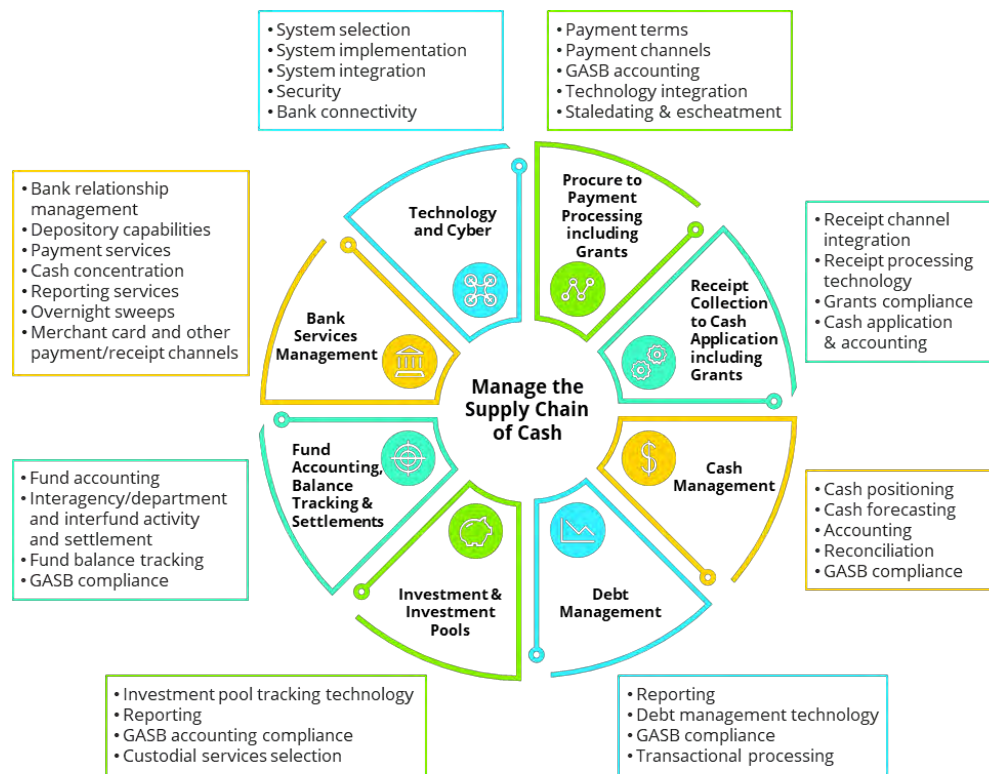 • System selection
• System implementation
• System integration
• Security
• Bank connectivity
• Payment terms
• Payment channels
• GASB accounting
• Technology integration
• Staledating & escheatment
• Bank relationship
management
• Depository capabilities
• Payment services
• Cash concentration
• Reporting services
• Overnight sweeps
• Merchant card and other
payment/receipt channels
Technology
and Cyber
Procure to
Payment
Processing
including
Grants
• Receipt channel
integration
• Receipt processing
technology
• Grants compliance
• Cash application
& accounting
Bank
Services
Management
Receipt
Collection
to Cash
Application
including
Grants
Manage the
Supply Chain
of Cash
Fund
Accounting,
Balance
Tracking &
Settlements
Cash
Management
• Fund accounting
• Interagency/department
and interfund activity
and settlement
• Fund balance tracking
• GASB compliance
• Cash positioning
• Cash forecasting
• Accounting
• Reconciliation
• GASB compliance
Investment &
Investment
Pools
Debt
Management
• Investment pool tracking technology
• Reporting
• GASB accounting compliance
• Custodial services selection
• Reporting
• Debt management technology
• GASB compliance
• Transactional processing